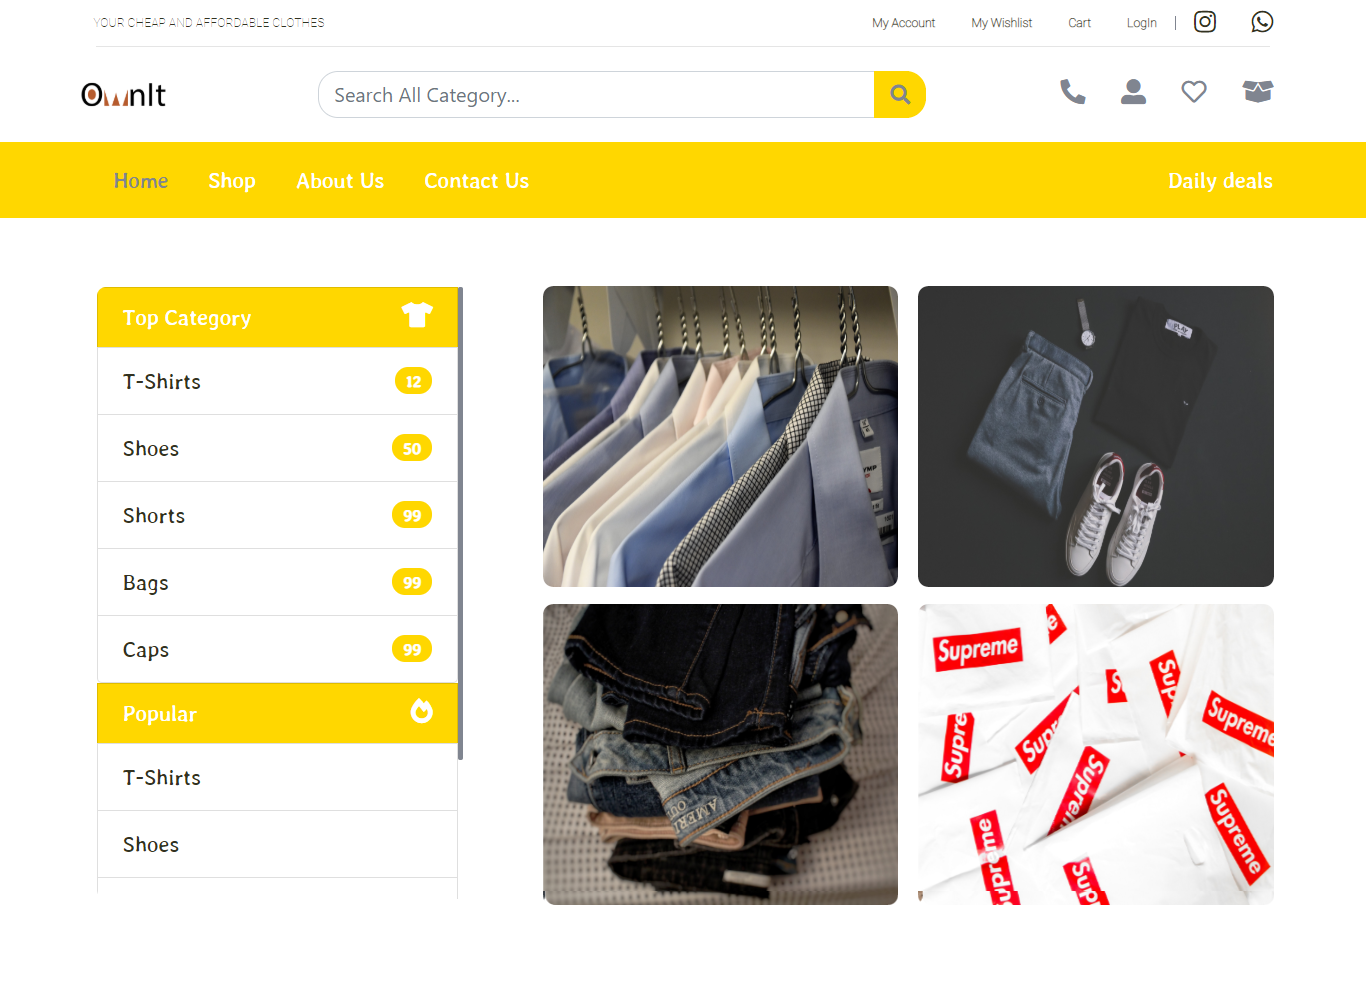 YOUR CHEAP AND AFFORDABLE CLOTHES
My Account My Wishlist Cart LogIn |
OwnIt
Search All Category...
Home Shop About Us Contact Us Daily deals
Top Category
T-Shirts 12
Shoes 50
Shorts 99
Bags 99
Caps 99
Popular
T-Shirts
Shoes
PLAY
Supreme
Supreme
Supreme
Supreme
Supreme